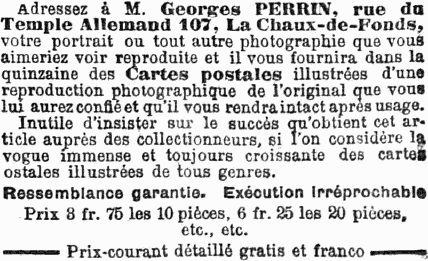 Adressez à M. Georges PERRIN, rue du
Temple Allemand 107, La Chaux-de-Fonds,
votre portrait ou tout autre photographie que vous
aimeriez voir reproduite et il vous fournira dans la
quinzaine des Cartes postales illustrées d'une
reproduction photographique de l'original que vous
lui aurez confié et qu'il vous rendra intact après usage.
Inutile d'insister sur le succès qu'obtient cet ar-
ticle auprès des collectionneurs, si l'on considère la
vogue immense et toujours croissante des cartes
ostales illustrées de tous genres.
Ressemblance garantie. Exécution irréprochable
Prix 3 fr. 75 les 10 pièces, 6 fr. 25 les 20 pièces,
etc., etc.
Prix-courant détaillé gratis et franco